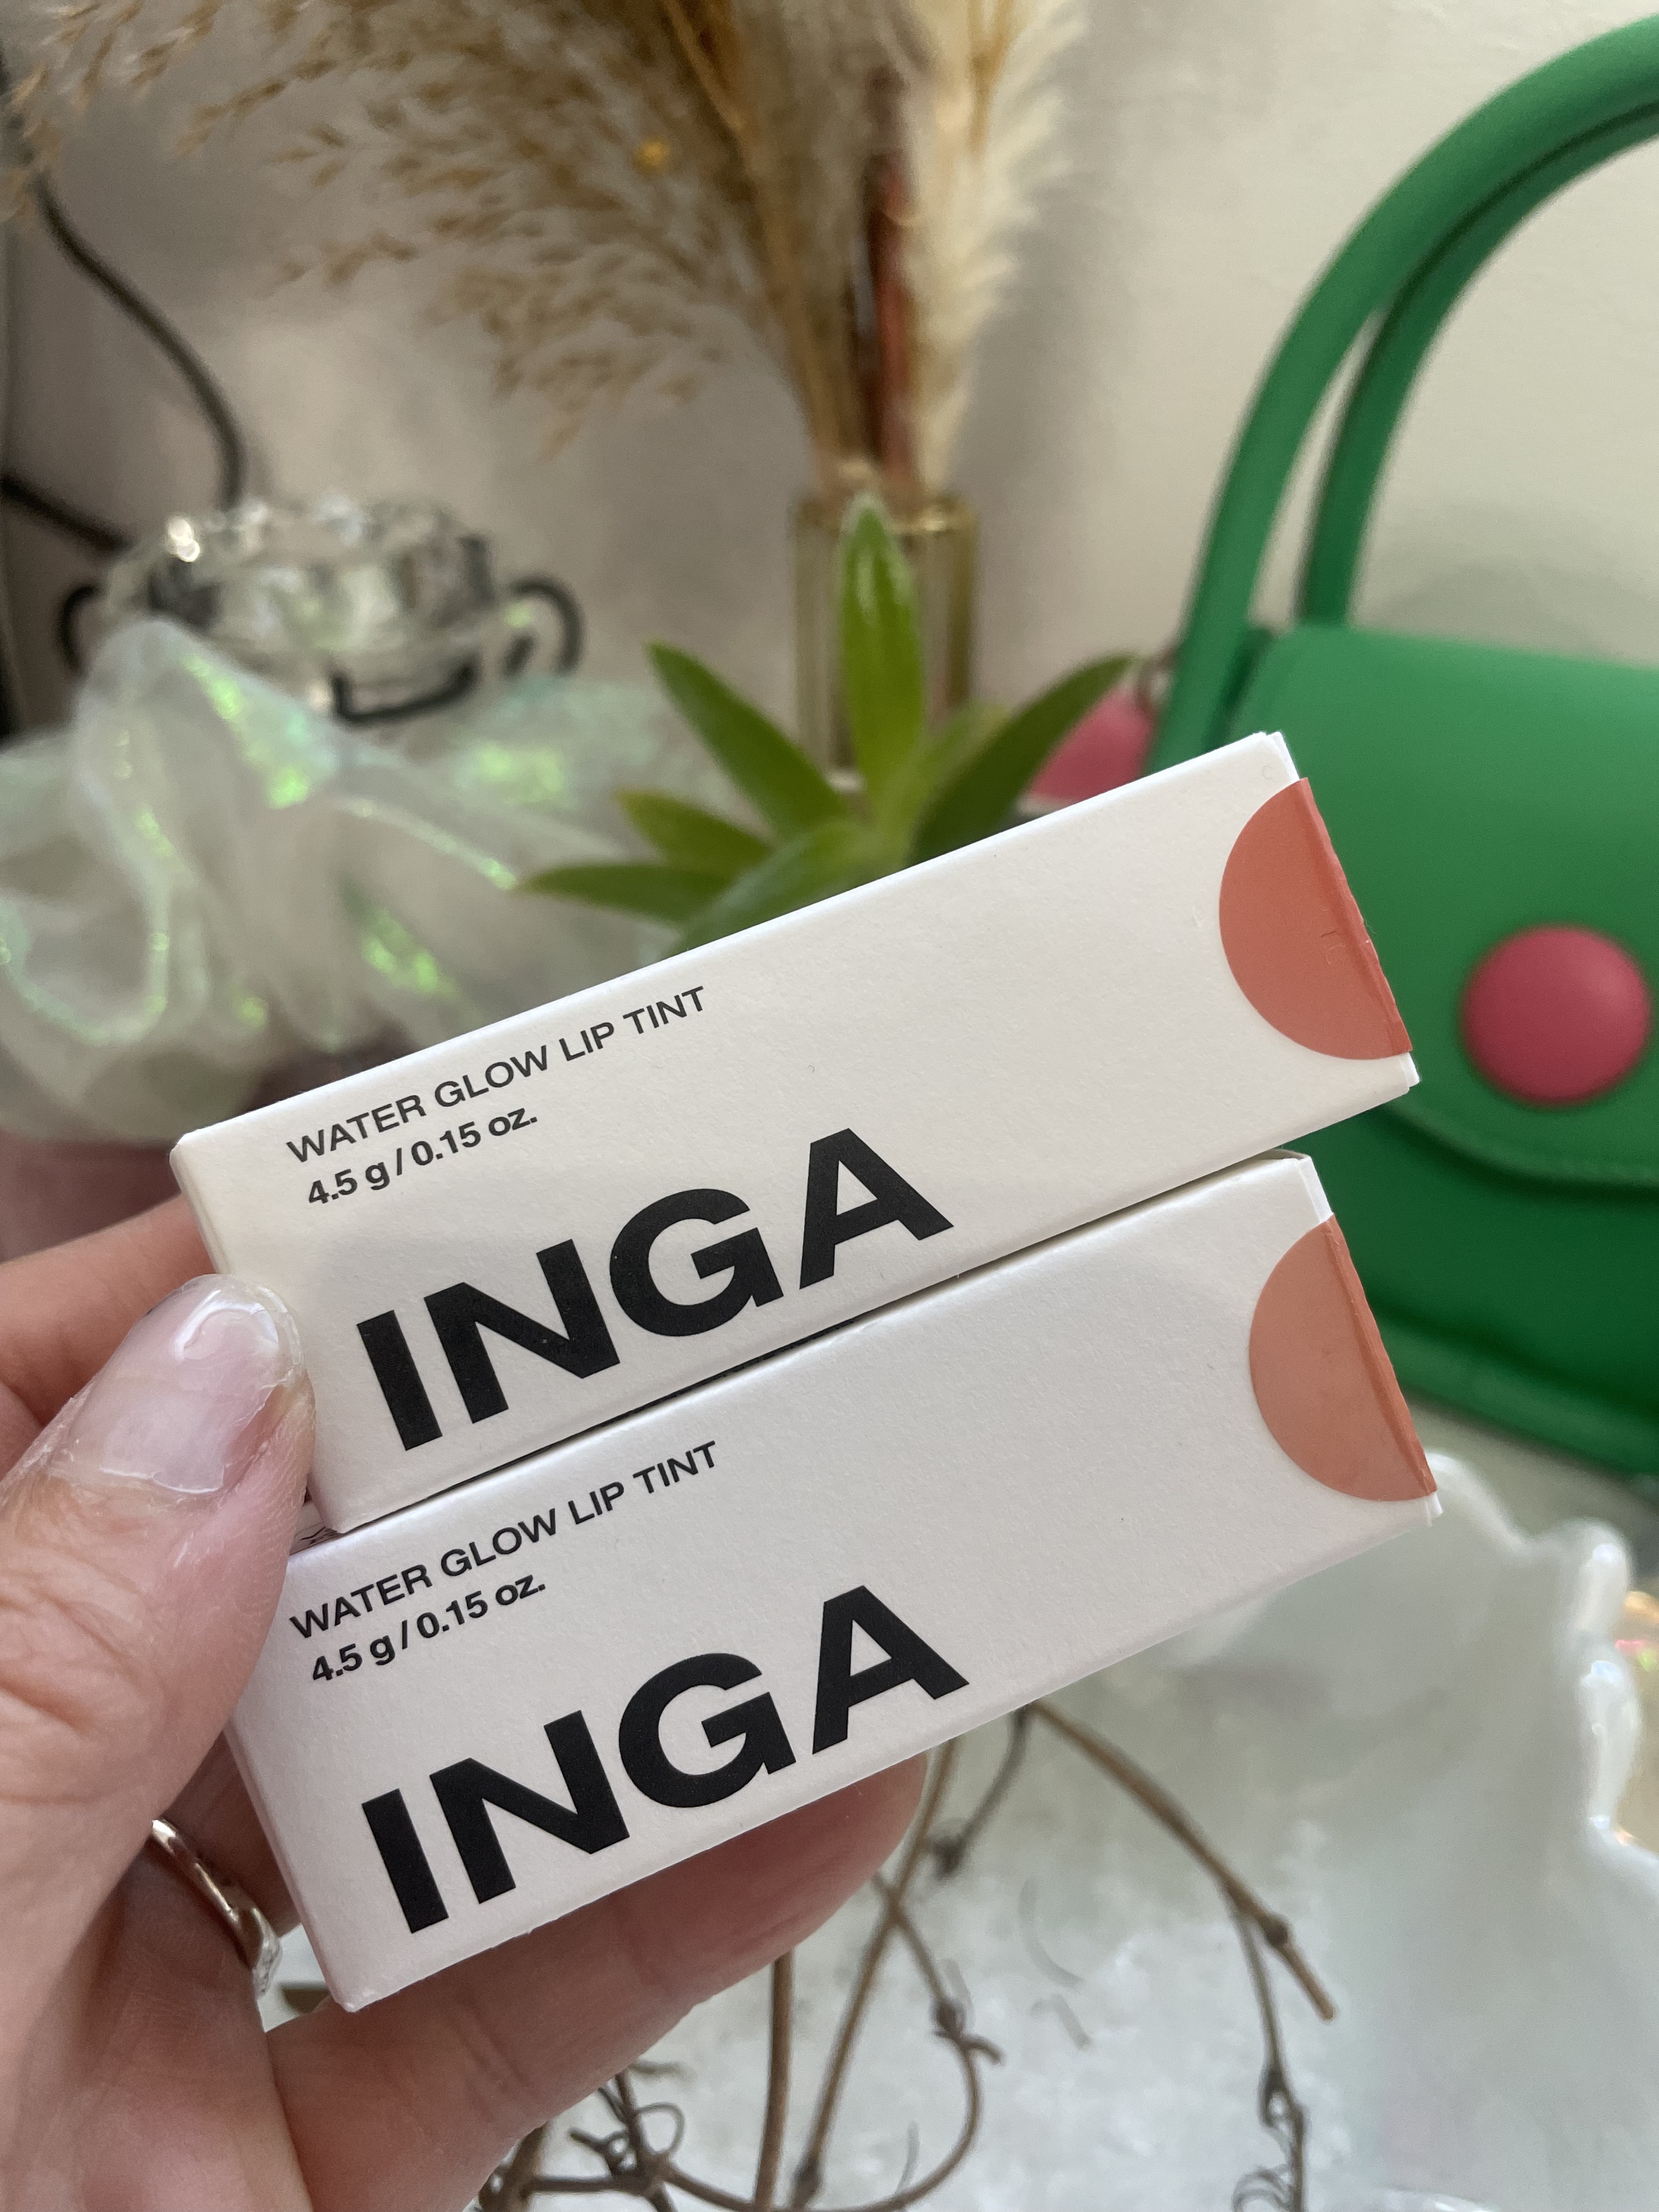 WATER GLOW LIP TINT
4.5 g / 0.15 oz.
INGA
WATER GLOW LIP TINT
4.5 g / 0.15 oz.
INGA